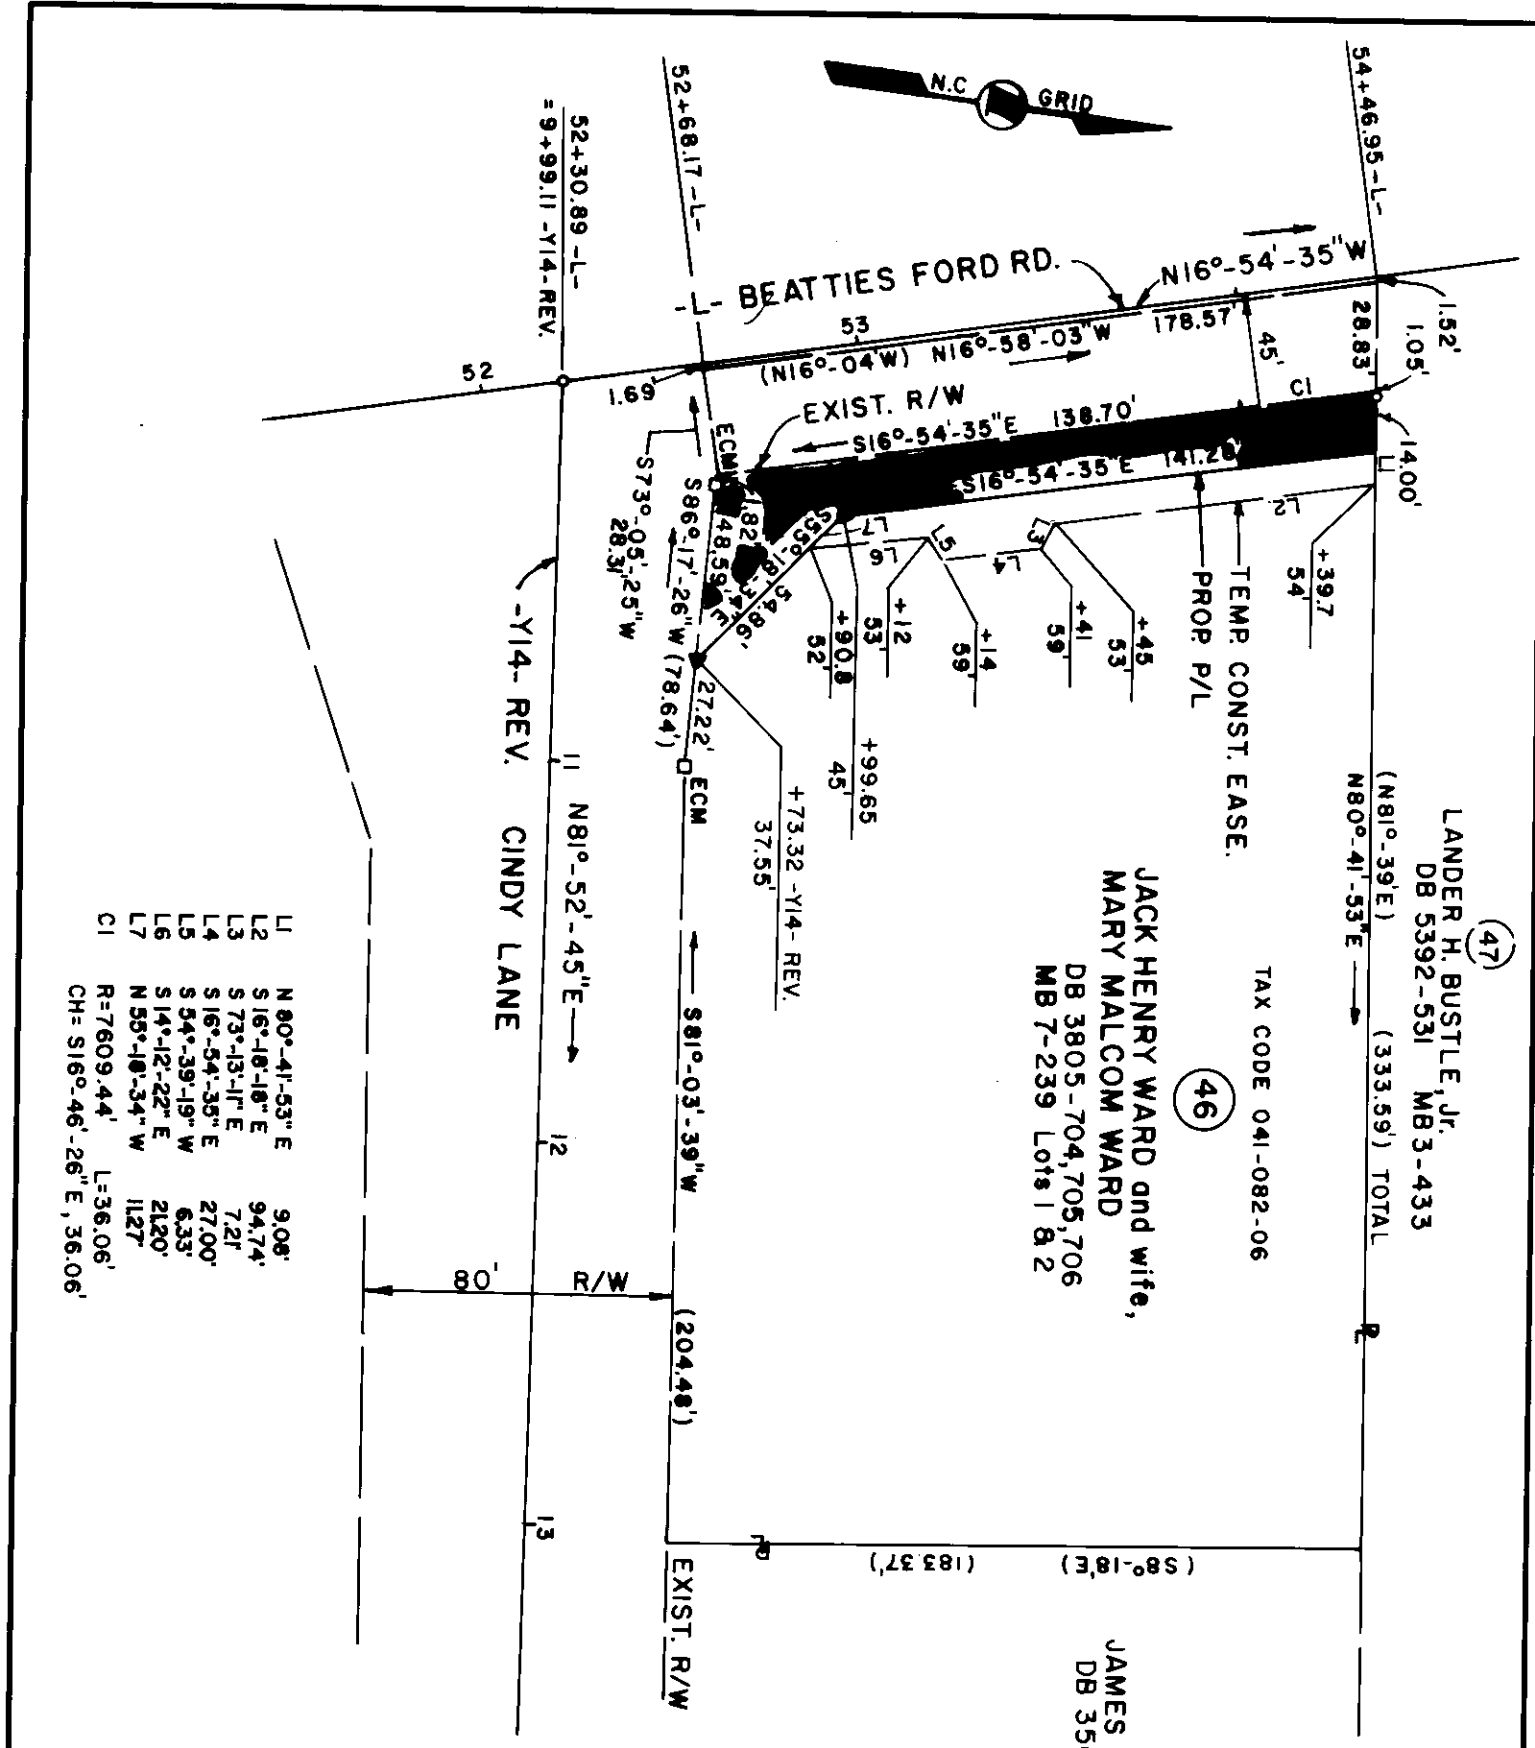 N.C GRID
52+30.89 -L-
= 9+99.11 -Y14-REV.
52+68.17 -L-
54+46.95 -L-
-L- BEATTIES FORD RD.
N16°-54'-35"W
1.52'
1.05'
28.83'
14.00'
52
53
1.69
(N16°-04'W) N16°-58'-03"W 178.57'
45'
C1
EXIST. R/W
S16°-54'-35"E 138.70'
S16°-54'-35"E 141.28'
L1
L2
L3
L4
L5
L6
L7
ECM
S73°-05'-25"W
28.31'
S86°-17'-26"W (78.64')
48.59'
54.86'
27.22'
ECM
+90.8
52'
+12
53'
+14
59'
+41
59'
+45
53'
+39.7
54'
+99.65
45'
+73.32 -Y14- REV.
37.55'
PROP. P/L
TEMP. CONST. EASE.
47
LANDER H. BUSTLE, Jr.
DB 5392-531 MB 3-433
(N81°-39'E) (333.59') TOTAL
N80°-41'-53"E
TAX CODE 041-082-06
46
JACK HENRY WARD and wife,
MARY MALCOM WARD
DB 3805-704,705,706
MB 7-239 Lots 1 & 2
-Y14- REV. CINDY LANE
11
N81°-52'-45"E
12
13
S81°-03'-39"W (204.48')
80' R/W
EXIST. R/W
(S8°-18'E) (183.37')
JAMES
L1 N 80°-41'-53" E 9.06'
L2 S 16°-18'-18" E 94.74'
L3 S 73°-13'-11" E 7.21'
L4 S 16°-54'-35" E 27.00'
L5 S 54°-39'-19" W 6.33'
L6 S 14°-12'-22" E 21.20'
L7 N 55°-18'-34" W 11.27'
C1 R=7609.44' L=36.06'
CH= S16°-46'-26"E, 36.06'